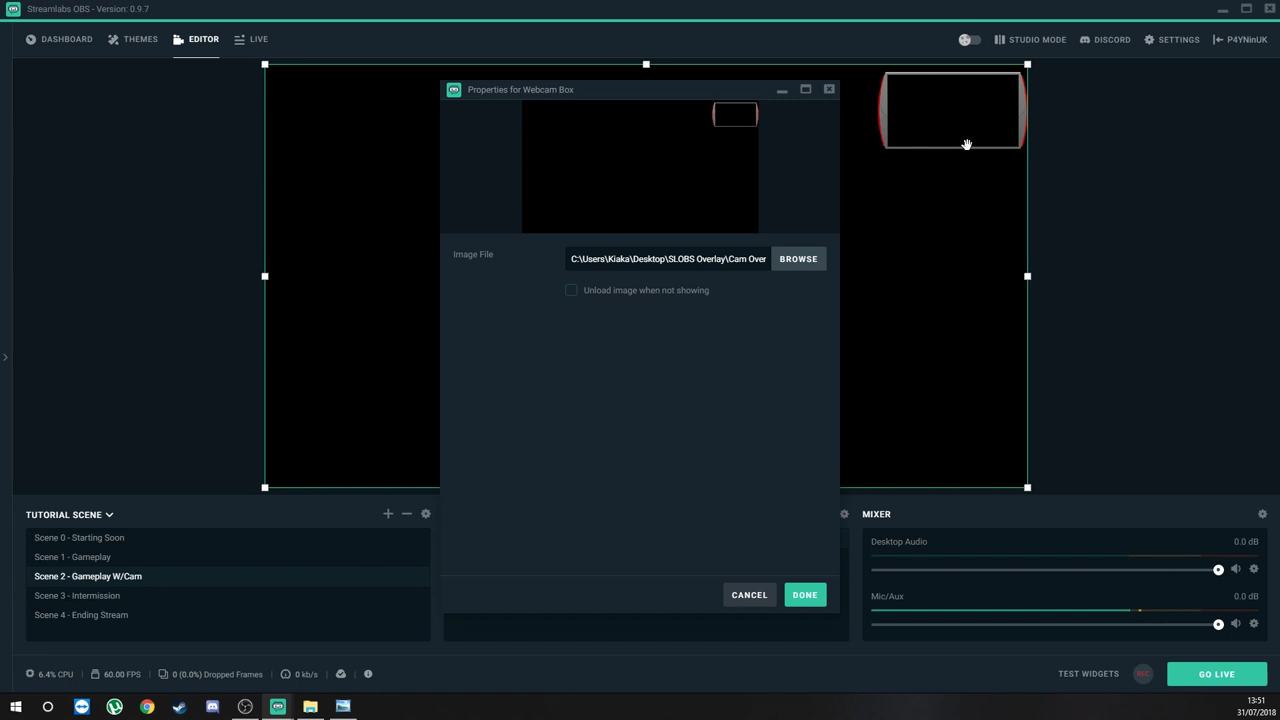 Streamlabs OBS - Version: 0.9.7
DASHBOARD THEMES EDITOR LIVE STUDIO MODE DISCORD SETTINGS P4YNinUK
Properties for Webcam Box
Image File C:\Users\Kiaka\Desktop\SLOBS Overlay\Cam Over BROWSE
Unload image when not showing
CANCEL DONE
TUTORIAL SCENE
Scene 0 - Starting Soon
Scene 1 - Gameplay
Scene 2 - Gameplay W/Cam
Scene 3 - Intermission
Scene 4 - Ending Stream
MIXER
Desktop Audio 0.0 dB
Mic/Aux 0.0 dB
6.4% CPU 60.00 FPS 0 (0.0%) Dropped Frames 0 kb/s TEST WIDGETS REC GO LIVE
13:51
31/07/2018